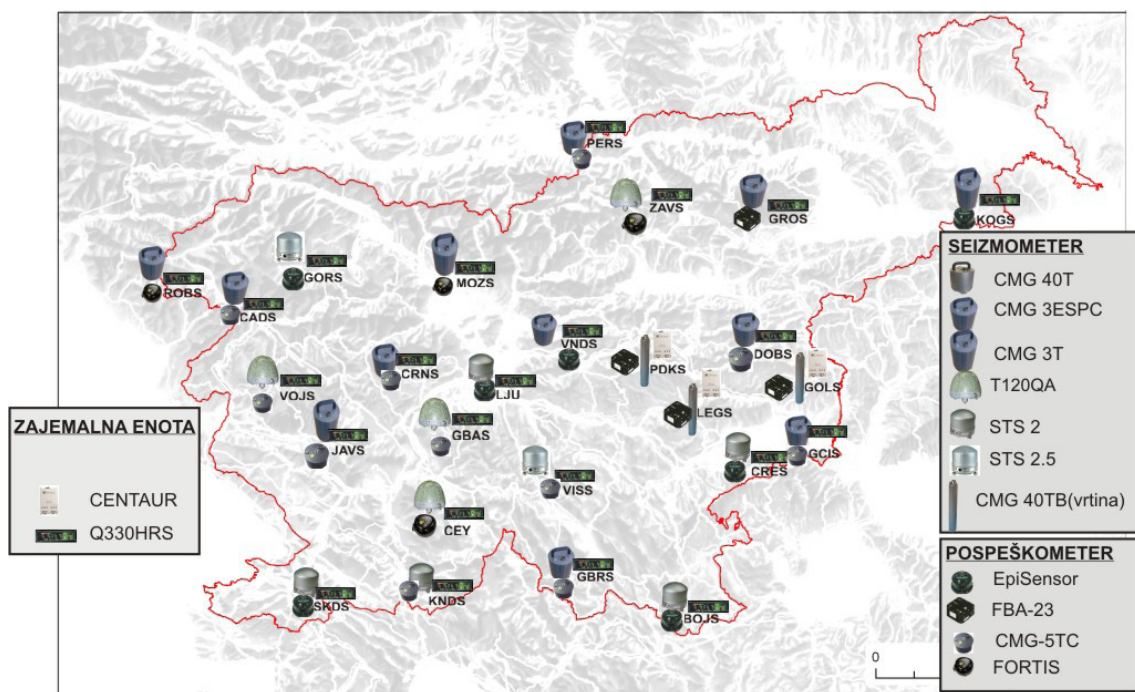 PERS
ZAVS
GROS
KOGS
GORS
MOZS
ROBS
CADS
VNDS
PDKS
DOBS
GOLS
CRNS
LJU
VOJS
LEGS
GBAS
JAVS
GCIS
CRES
VISS
CEY
GBRS
SKDS
KNDS
BOJS
ZAJEMALNA ENOTA
CENTAUR
Q330HRS
SEIZMOMETER
CMG 40T
CMG 3ESPC
CMG 3T
T120QA
STS 2
STS 2.5
CMG 40TB(vrtina)
POSPEŠKOMETER
EpiSensor
FBA-23
CMG-5TC
FORTIS
0